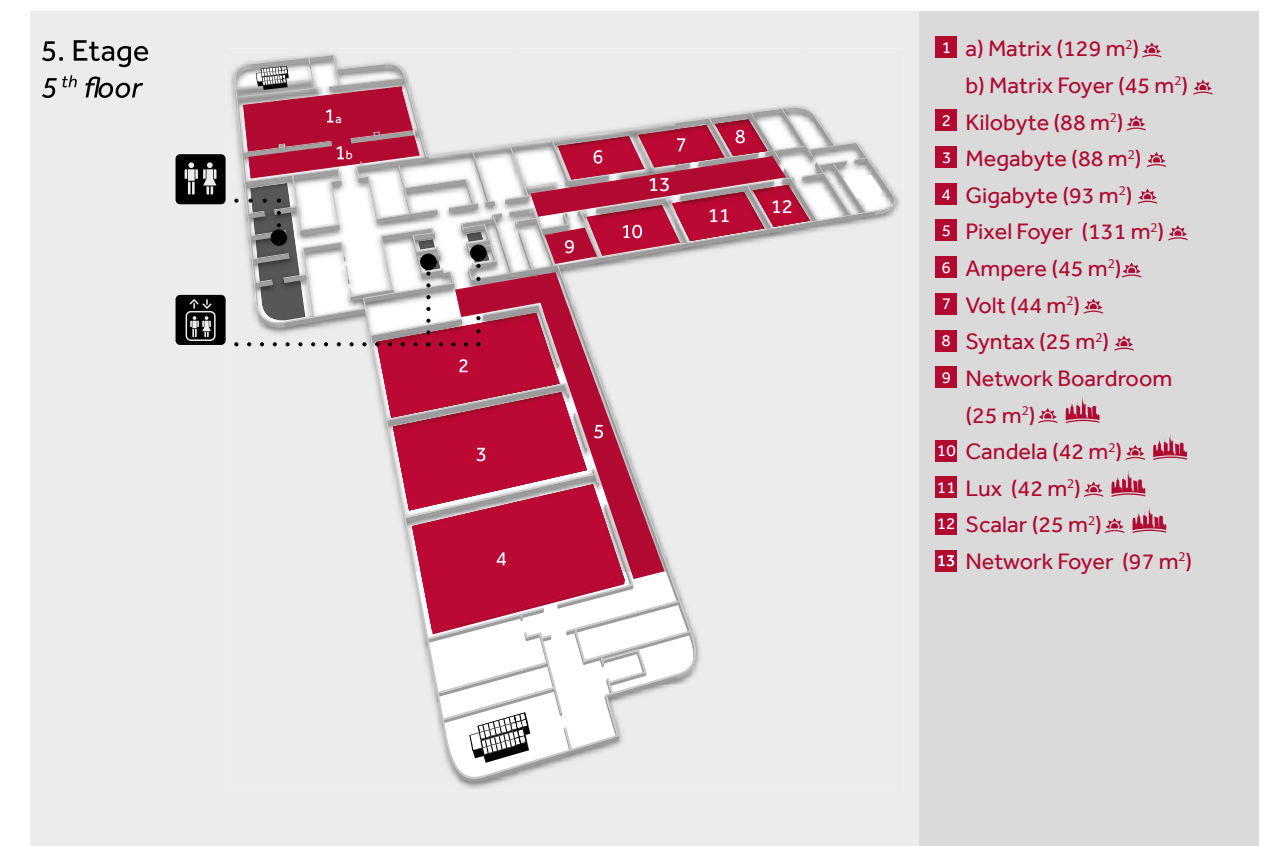 5. Etage
5th floor
1a
1b
6
7
8
13
9
10
11
12
2
3
5
4
1 a) Matrix (129 m²)
b) Matrix Foyer (45 m²)
2 Kilobyte (88 m²)
3 Megabyte (88 m²)
4 Gigabyte (93 m²)
5 Pixel Foyer (131 m²)
6 Ampere (45 m²)
7 Volt (44 m²)
8 Syntax (25 m²)
9 Network Boardroom
(25 m²)
10 Candela (42 m²)
11 Lux (42 m²)
12 Scalar (25 m²)
13 Network Foyer (97 m²)